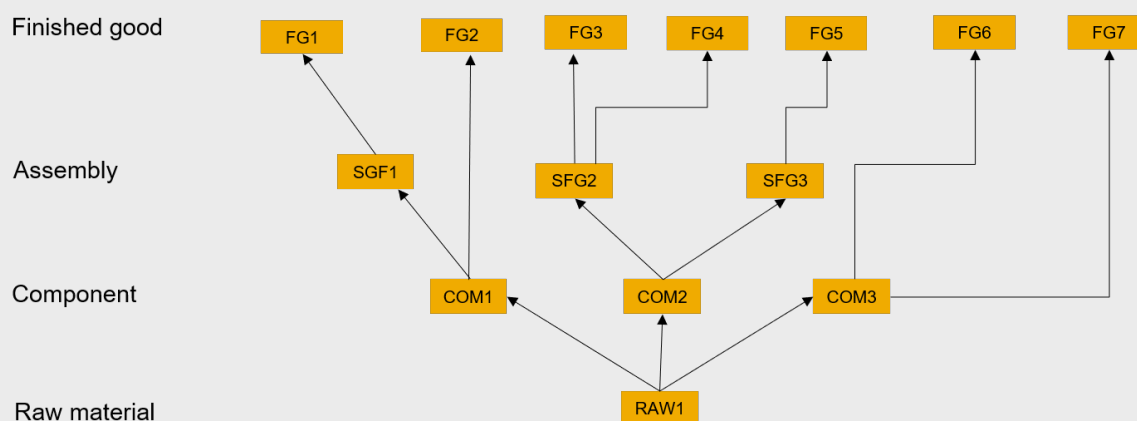 Finished good
FG1
FG2
FG3
FG4
FG5
FG6
FG7
Assembly
SGF1
SFG2
SFG3
Component
COM1
COM2
COM3
Raw material
RAW1